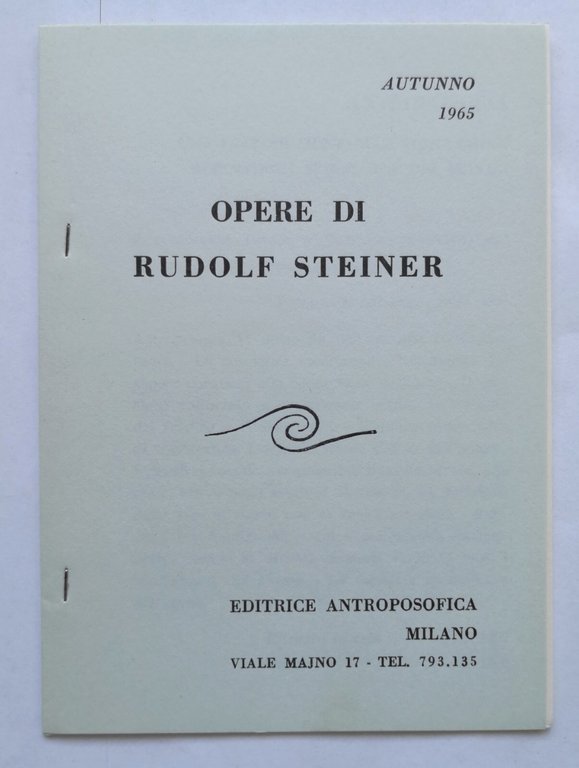 AUTUNNO
1965
OPERE DI
RUDOLF STEINER
EDITRICE ANTROPOSOFICA
MILANO
VIALE MAJNO 17 - TEL. 793.135